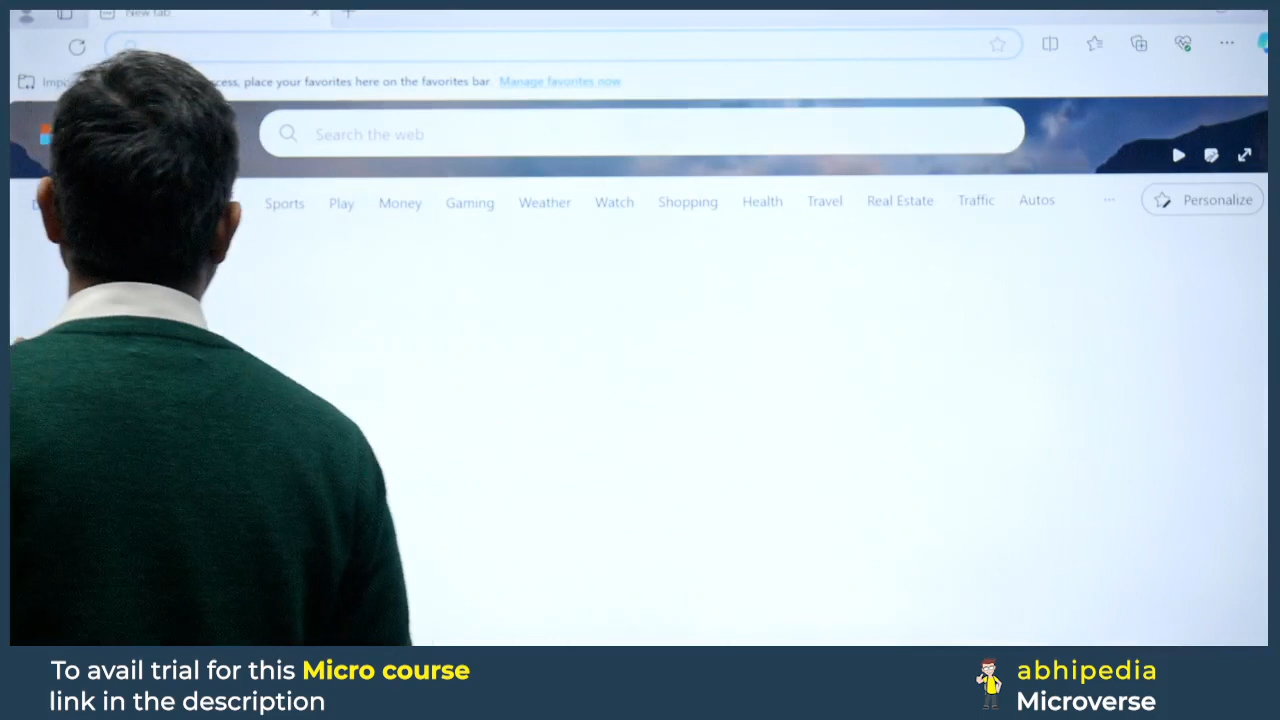 New tab
cess, place your favorites here on the favorites bar. Manage favorites now
Search the web
Sports Play Money Gaming Weather Watch Shopping Health Travel Real Estate Traffic Autos ... Personalize
To avail trial for this Micro course
link in the description
abhipedia
Microverse